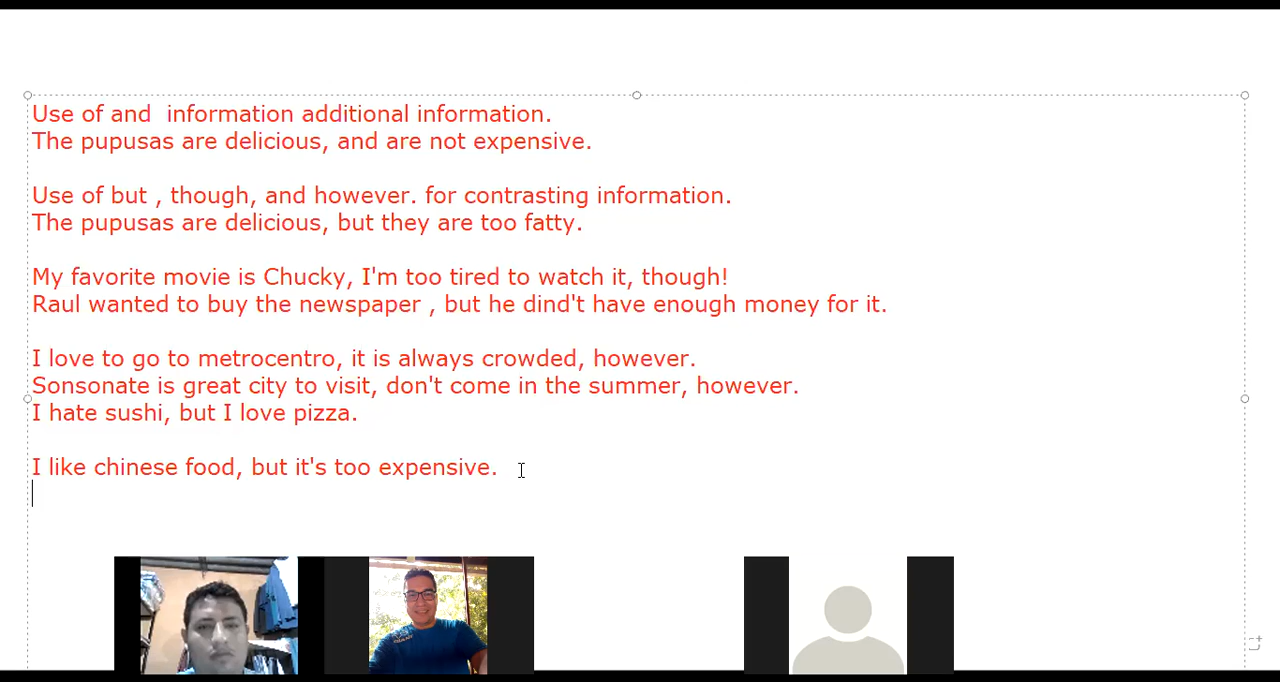 Use of and  information additional information.
The pupusas are delicious, and are not expensive.
Use of but , though, and however. for contrasting information.
The pupusas are delicious, but they are too fatty.
My favorite movie is Chucky, I'm too tired to watch it, though!
Raul wanted to buy the newspaper , but he dind't have enough money for it.
I love to go to metrocentro, it is always crowded, however.
Sonsonate is great city to visit, don't come in the summer, however.
I hate sushi, but I love pizza.
I like chinese food, but it's too expensive.